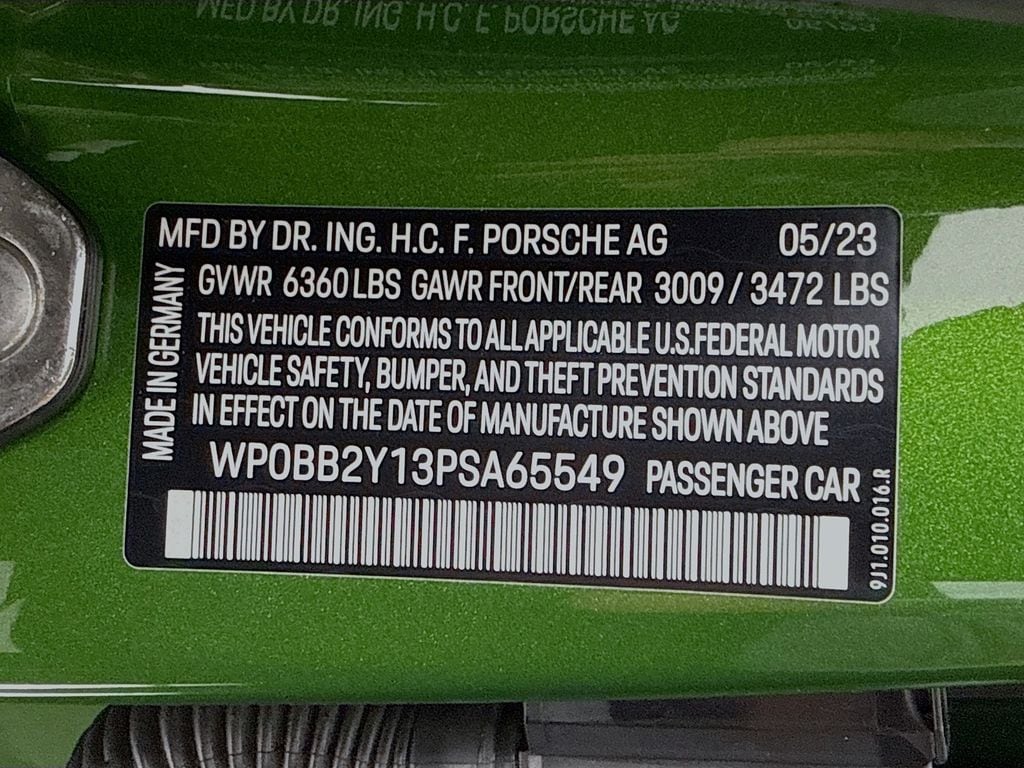 MFD BY DR. ING. H.C. F. PORSCHE AG 05/23
GVWR 6360 LBS GAWR FRONT/REAR 3009 / 3472 LBS
THIS VEHICLE CONFORMS TO ALL APPLICABLE U.S.FEDERAL MOTOR
VEHICLE SAFETY, BUMPER, AND THEFT PREVENTION STANDARDS
IN EFFECT ON THE DATE OF MANUFACTURE SHOWN ABOVE
WP0BB2Y13PSA65549 PASSENGER CAR
MADE IN GERMANY
9J1.010.016.R